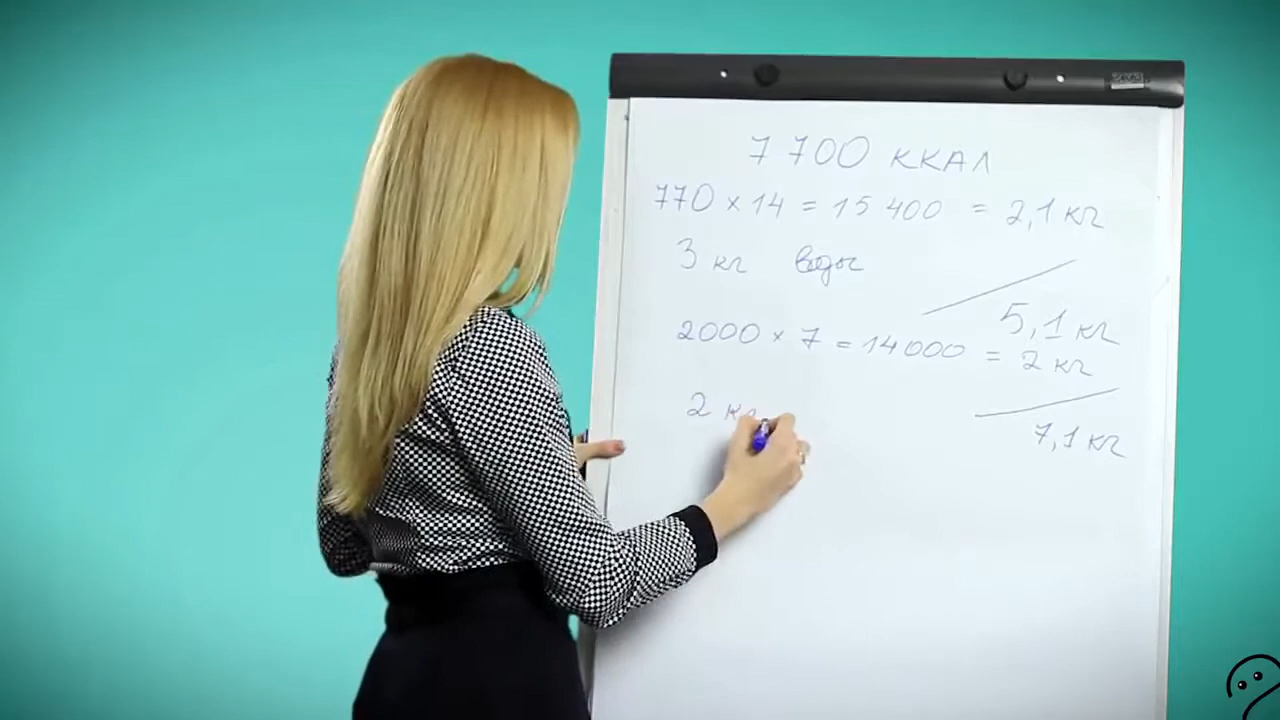 7 700 ККАЛ
770 × 14 = 15 400 = 2,1 кг
3 кг воды
5,1 кг
2000 × 7 = 14 000 = 2 кг
2 кг
7,1 кг